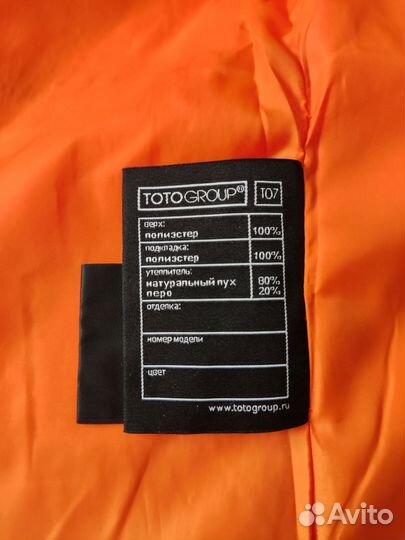 TOTOGROUP® T07
верх:
полиэстер 100%
подкладка:
полиэстер 100%
утеплитель:
натуральный пух 80%
перо 20%
отделка:
номер модели
цвет
www.totogroup.ru
Avito